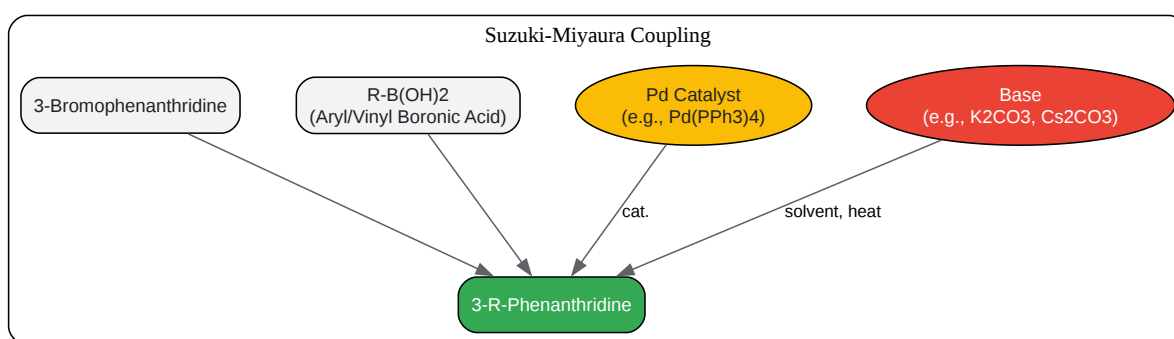 Suzuki-Miyaura Coupling
3-Bromophenanthridine
R-B(OH)2
(Aryl/Vinyl Boronic Acid)
Pd Catalyst
(e.g., Pd(PPh3)4)
Base
(e.g., K2CO3, Cs2CO3)
cat.
solvent, heat
3-R-Phenanthridine